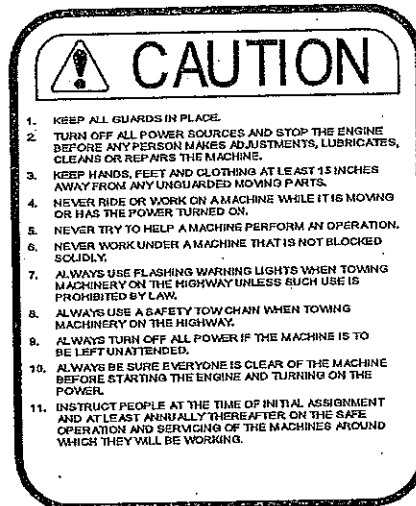 CAUTION
1. KEEP ALL GUARDS IN PLACE.
2. TURN OFF ALL POWER SOURCES AND STOP THE ENGINE
BEFORE ANY PERSON MAKES ADJUSTMENTS, LUBRICATES,
CLEANS OR REPAIRS THE MACHINE.
3. KEEP HANDS, FEET AND CLOTHING AT LEAST 15 INCHES
AWAY FROM ANY UNGUARDED MOVING PARTS.
4. NEVER RIDE OR WORK ON A MACHINE WHILE IT IS MOVING
OR HAS THE POWER TURNED ON.
5. NEVER TRY TO HELP A MACHINE PERFORM AN OPERATION.
6. NEVER WORK UNDER A MACHINE THAT IS NOT BLOCKED
SOLIDLY.
7. ALWAYS USE FLASHING WARNING LIGHTS WHEN TOWING
MACHINERY ON THE HIGHWAY UNLESS SUCH USE IS
PROHIBITED BY LAW.
8. ALWAYS USE A SAFETY TOW CHAIN WHEN TOWING
MACHINERY ON THE HIGHWAY.
9. ALWAYS TURN OFF ALL POWER IF THE MACHINE IS TO
BE LEFT UNATTENDED.
10. ALWAYS BE SURE EVERYONE IS CLEAR OF THE MACHINE
BEFORE STARTING THE ENGINE AND TURNING ON THE
POWER.
11. INSTRUCT PEOPLE AT THE TIME OF INITIAL ASSIGNMENT
AND AT LEAST ANNUALLY THEREAFTER ON THE SAFE
OPERATION AND SERVICING OF THE MACHINES AROUND
WHICH THEY WILL BE WORKING.